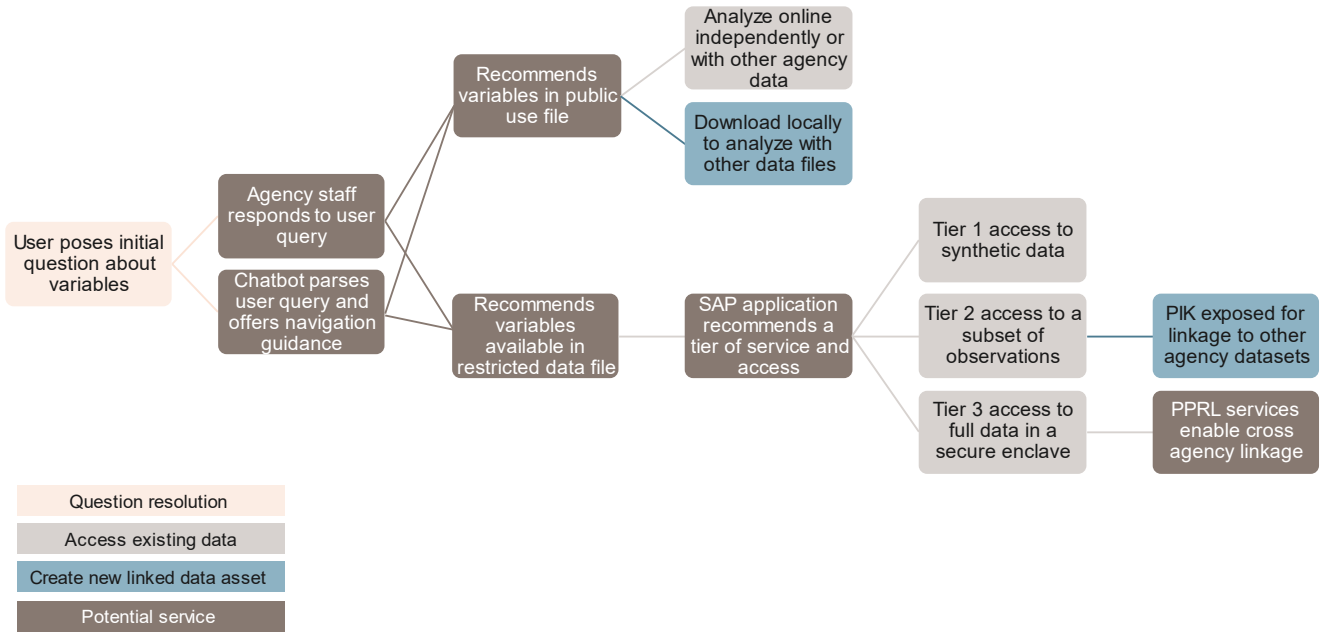 User poses initial
question about
variables
Agency staff
responds to user
query
Chatbot parses
user query and
offers navigation
guidance
Recommends
variables in public
use file
Recommends
variables
available in
restricted data file
Analyze online
independently or
with other agency
data
Download locally
to analyze with
other data files
SAP application
recommends a
tier of service and
access
Tier 1 access to
synthetic data
Tier 2 access to a
subset of
observations
Tier 3 access to
full data in a
secure enclave
PIK exposed for
linkage to other
agency datasets
PPRL services
enable cross
agency linkage
Question resolution
Access existing data
Create new linked data asset
Potential service